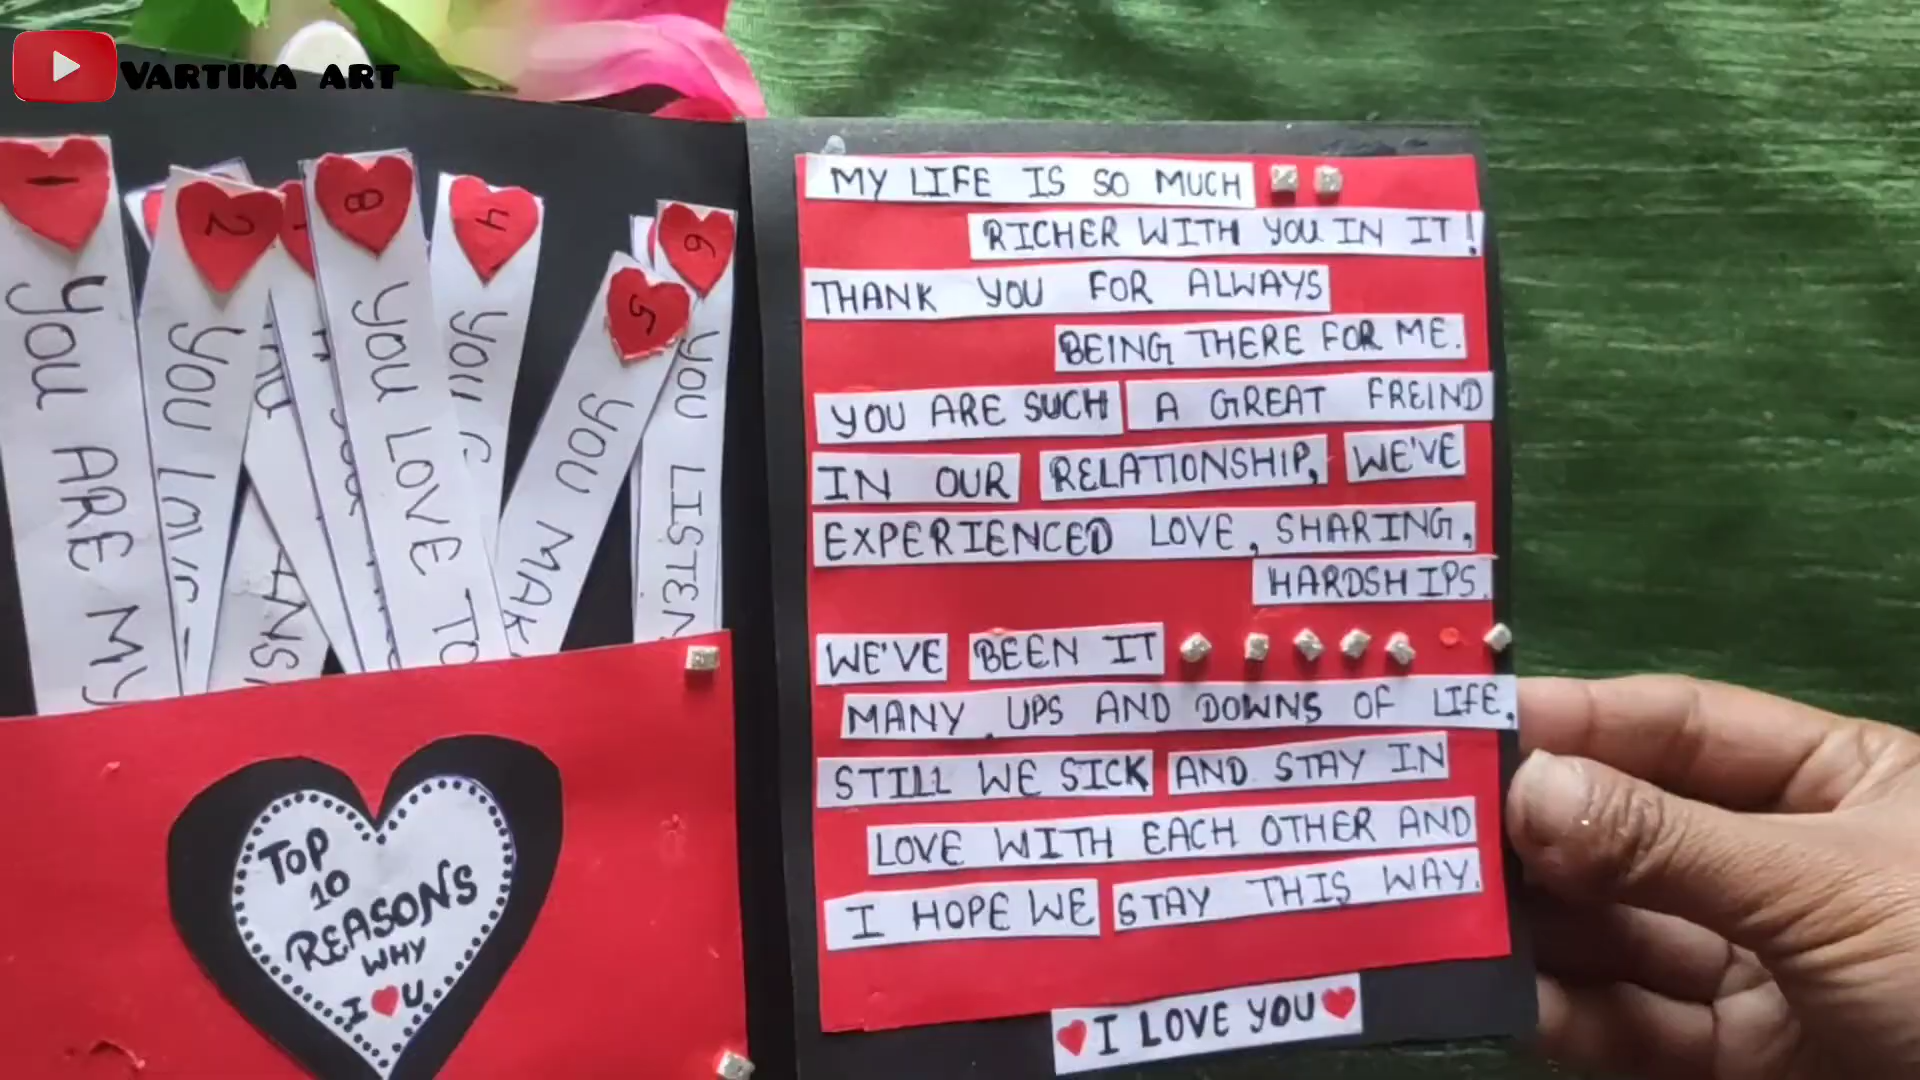 VARTIKA ART
1 YOU ARE MY
2 YOU LOVE
8 YOU LOVE TO
4 YOU
5 YOU MAK
6 YOU LISTEN
TOP
10
REASONS
WHY
I ❤ U
MY LIFE IS SO MUCH
RICHER WITH YOU IN IT!
THANK YOU FOR ALWAYS
BEING THERE FOR ME.
YOU ARE SUCH A GREAT FREIND
IN OUR RELATIONSHIP, WE'VE
EXPERIENCED LOVE, SHARING,
HARDSHIPS.
WE'VE BEEN IT
MANY UPS AND DOWNS OF LIFE,
STILL WE SICK AND STAY IN
LOVE WITH EACH OTHER AND
I HOPE WE STAY THIS WAY.
I LOVE YOU